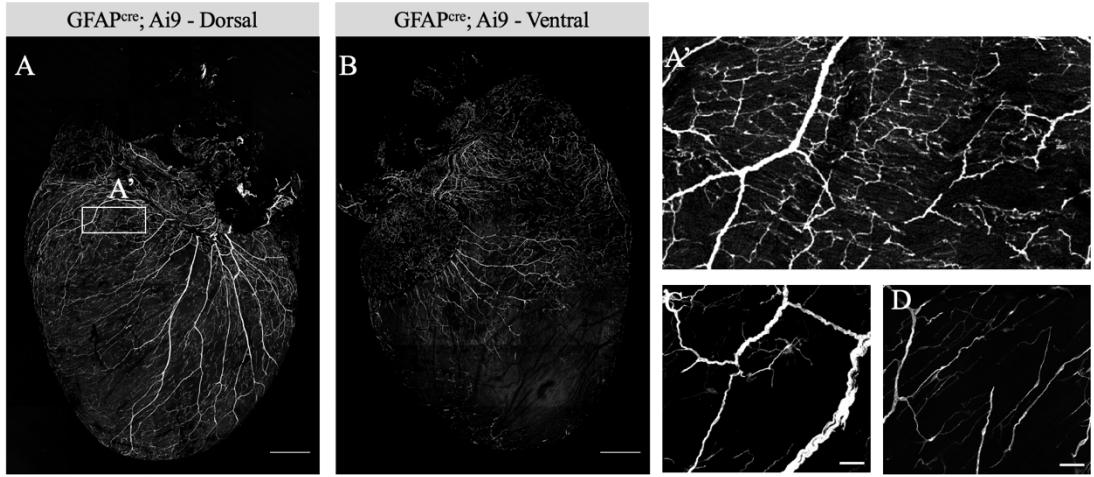 GFAPᶜʳᵉ; Ai9 - Dorsal
GFAPᶜʳᵉ; Ai9 - Ventral
A
B
A'
A'
C
D